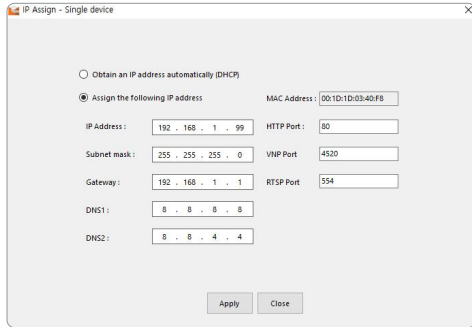 IP Assign - Single device
Obtain an IP address automatically (DHCP)
Assign the following IP address
MAC Address : 00:1D:1D:03:40:F8
IP Address : 192 . 168 . 1 . 99
HTTP Port : 80
Subnet mask : 255 . 255 . 255 . 0
VNP Port 4520
Gateway : 192 . 168 . 1 . 1
RTSP Port 554
DNS1 : 8 . 8 . 8 . 8
DNS2 : 8 . 8 . 4 . 4
Apply
Close